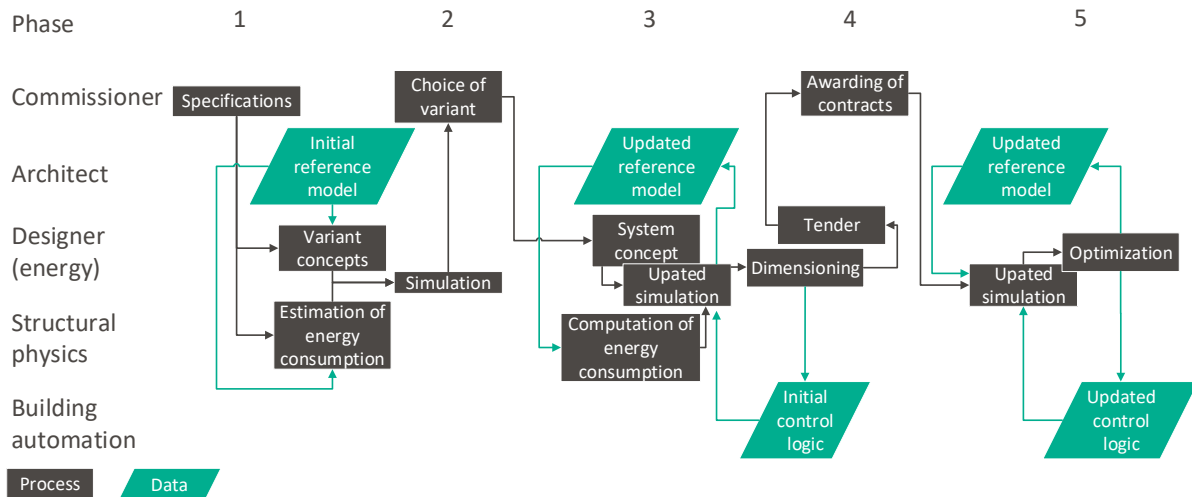 Phase 1 2 3 4 5
Commissioner
Specifications
Choice of
variant
Awarding of
contracts
Architect
Initial
reference
model
Updated
reference
model
Updated
reference
model
Designer
(energy)
Variant
concepts
Simulation
System
concept
Upated
simulation
Dimensioning
Tender
Upated
simulation
Optimization
Structural
physics
Estimation of
energy
consumption
Computation of
energy
consumption
Building
automation
Initial
control
logic
Updated
control
logic
Process
Data